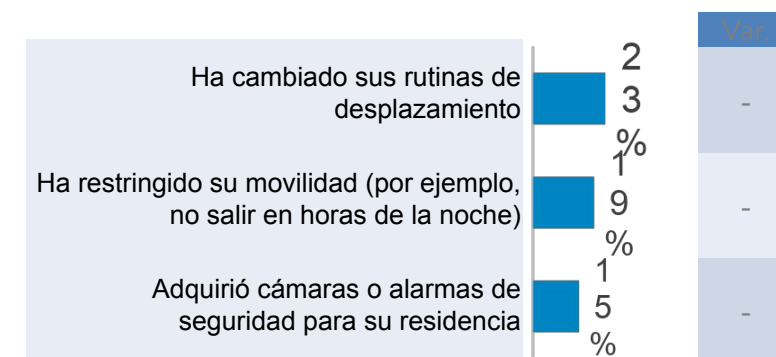 Var.
Ha cambiado sus rutinas de
desplazamiento
2
3
%
-
Ha restringido su movilidad (por ejemplo,
no salir en horas de la noche)
1
9
%
-
Adquirió cámaras o alarmas de
seguridad para su residencia
1
5
%
-